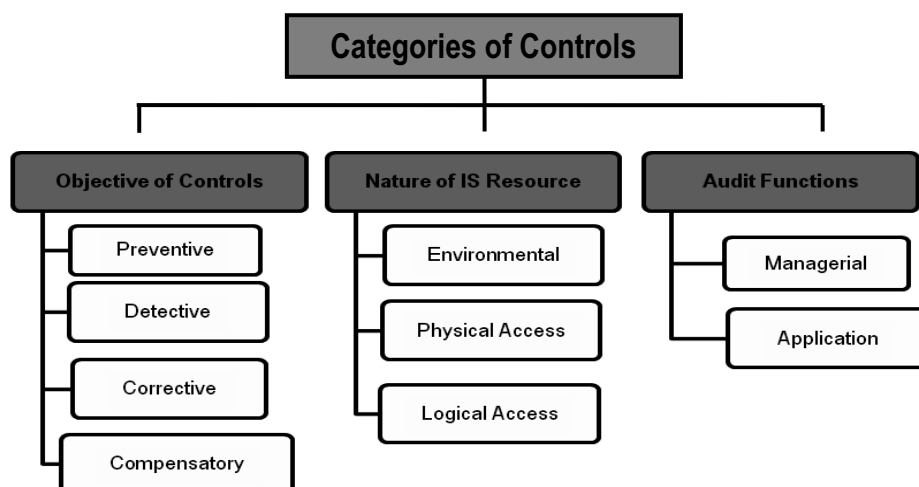 Categories of Controls
Objective of Controls
Preventive
Detective
Corrective
Compensatory
Nature of IS Resource
Environmental
Physical Access
Logical Access
Audit Functions
Managerial
Application